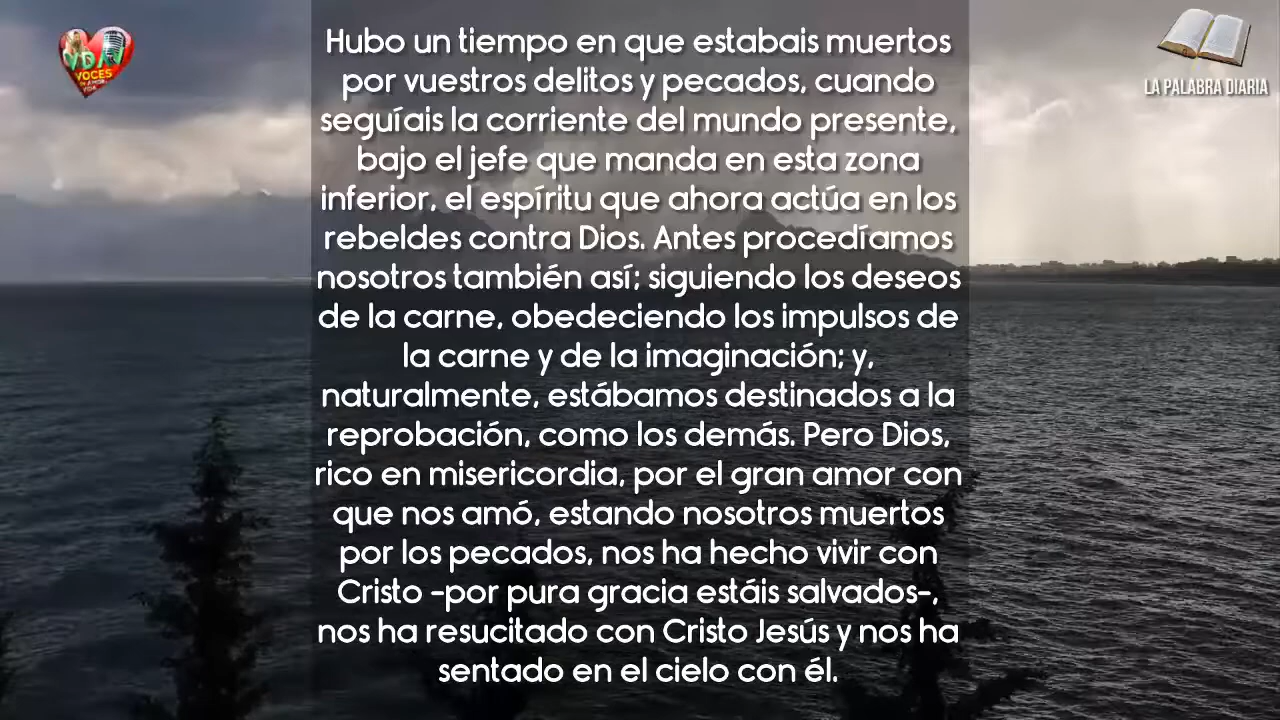 VOCES
LA PALABRA DIARIA
Hubo un tiempo en que estabais muertos
por vuestros delitos y pecados, cuando
seguíais la corriente del mundo presente,
bajo el jefe que manda en esta zona
inferior, el espíritu que ahora actúa en los
rebeldes contra Dios. Antes procedíamos
nosotros también así; siguiendo los deseos
de la carne, obedeciendo los impulsos de
la carne y de la imaginación; y,
naturalmente, estábamos destinados a la
reprobación, como los demás. Pero Dios,
rico en misericordia, por el gran amor con
que nos amó, estando nosotros muertos
por los pecados, nos ha hecho vivir con
Cristo -por pura gracia estáis salvados-,
nos ha resucitado con Cristo Jesús y nos ha
sentado en el cielo con él.